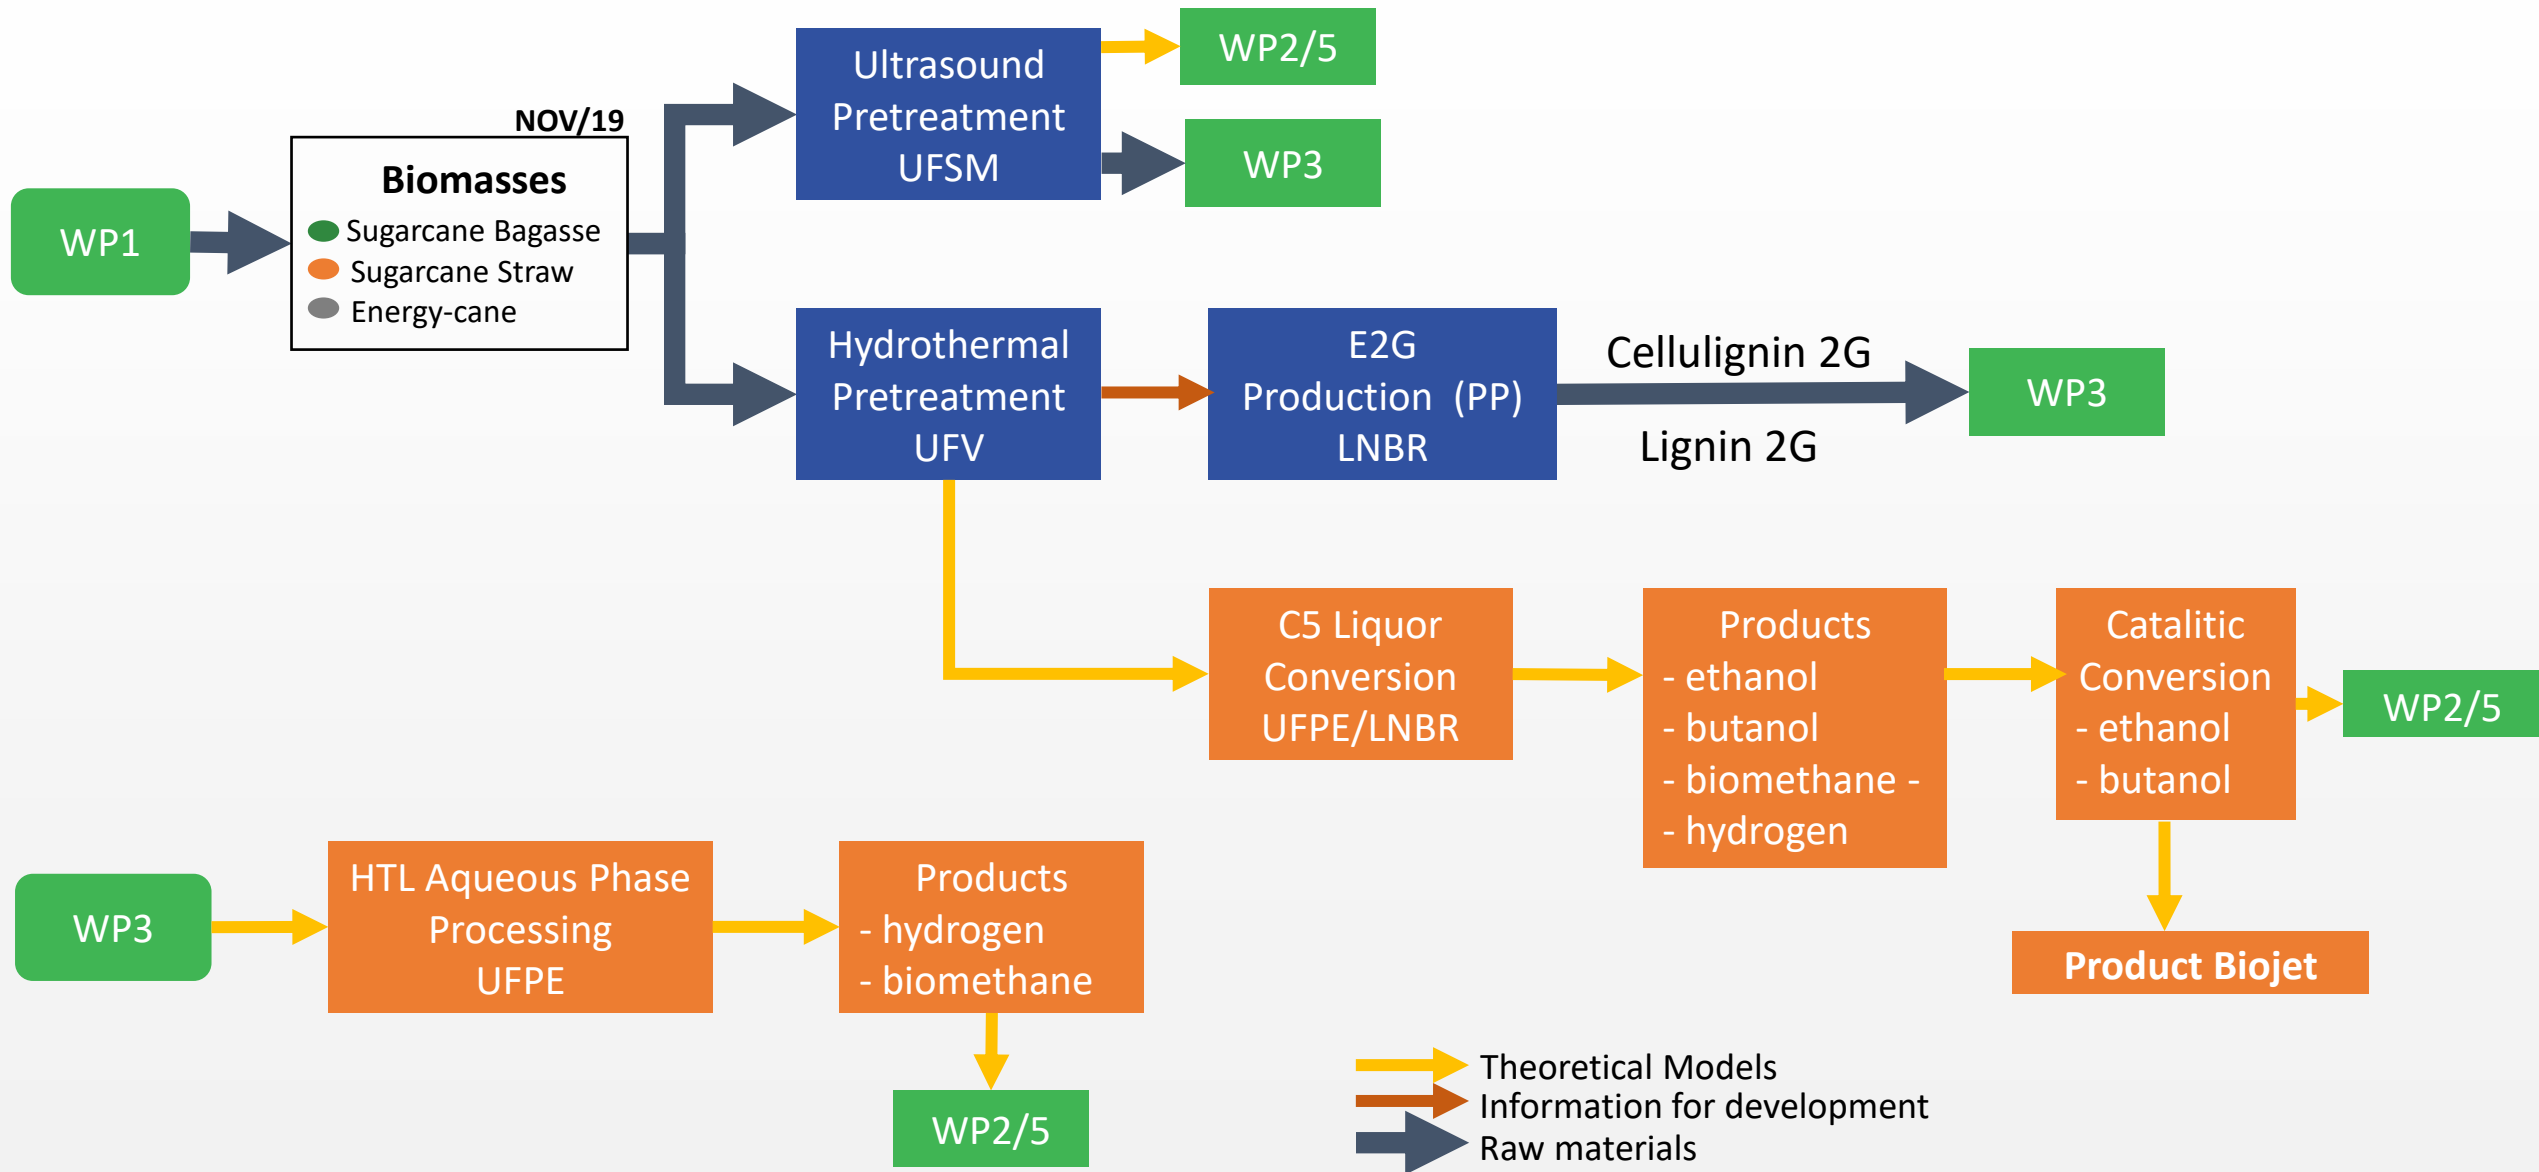 WP1
NOV/19
Biomasses
Sugarcane Bagasse
Sugarcane Straw
Energy-cane
Ultrasound
Pretreatment
UFSM
WP2/5
WP3
Hydrothermal
Pretreatment
UFV
E2G
Production (PP)
LNBR
Cellulignin 2G
Lignin 2G
WP3
C5 Liquor
Conversion
UFPE/LNBR
Products
- ethanol
- butanol
- biomethane -
- hydrogen
Catalitic
Conversion
- ethanol
- butanol
WP2/5
Product Biojet
WP3
HTL Aqueous Phase
Processing
UFPE
Products
- hydrogen
- biomethane
WP2/5
Theoretical Models
Information for development
Raw materials